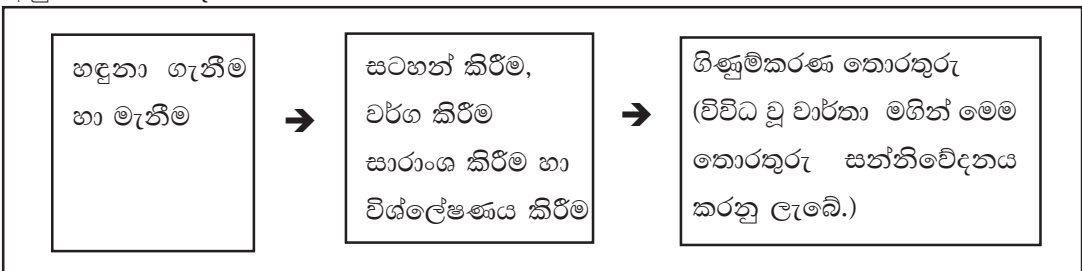 හඳුනා ගැනීම
හා මැනීම
➔
සටහන් කිරීම,
වර්ග කිරීම
සාරාංශ කිරීම හා
විශ්ලේෂණය කිරීම
➔
ගිණුම්කරණ තොරතුරු
(විවිධ වූ වාර්තා මගින් මෙම
තොරතුරු සන්නිවේදනය
කරනු ලැබේ.)